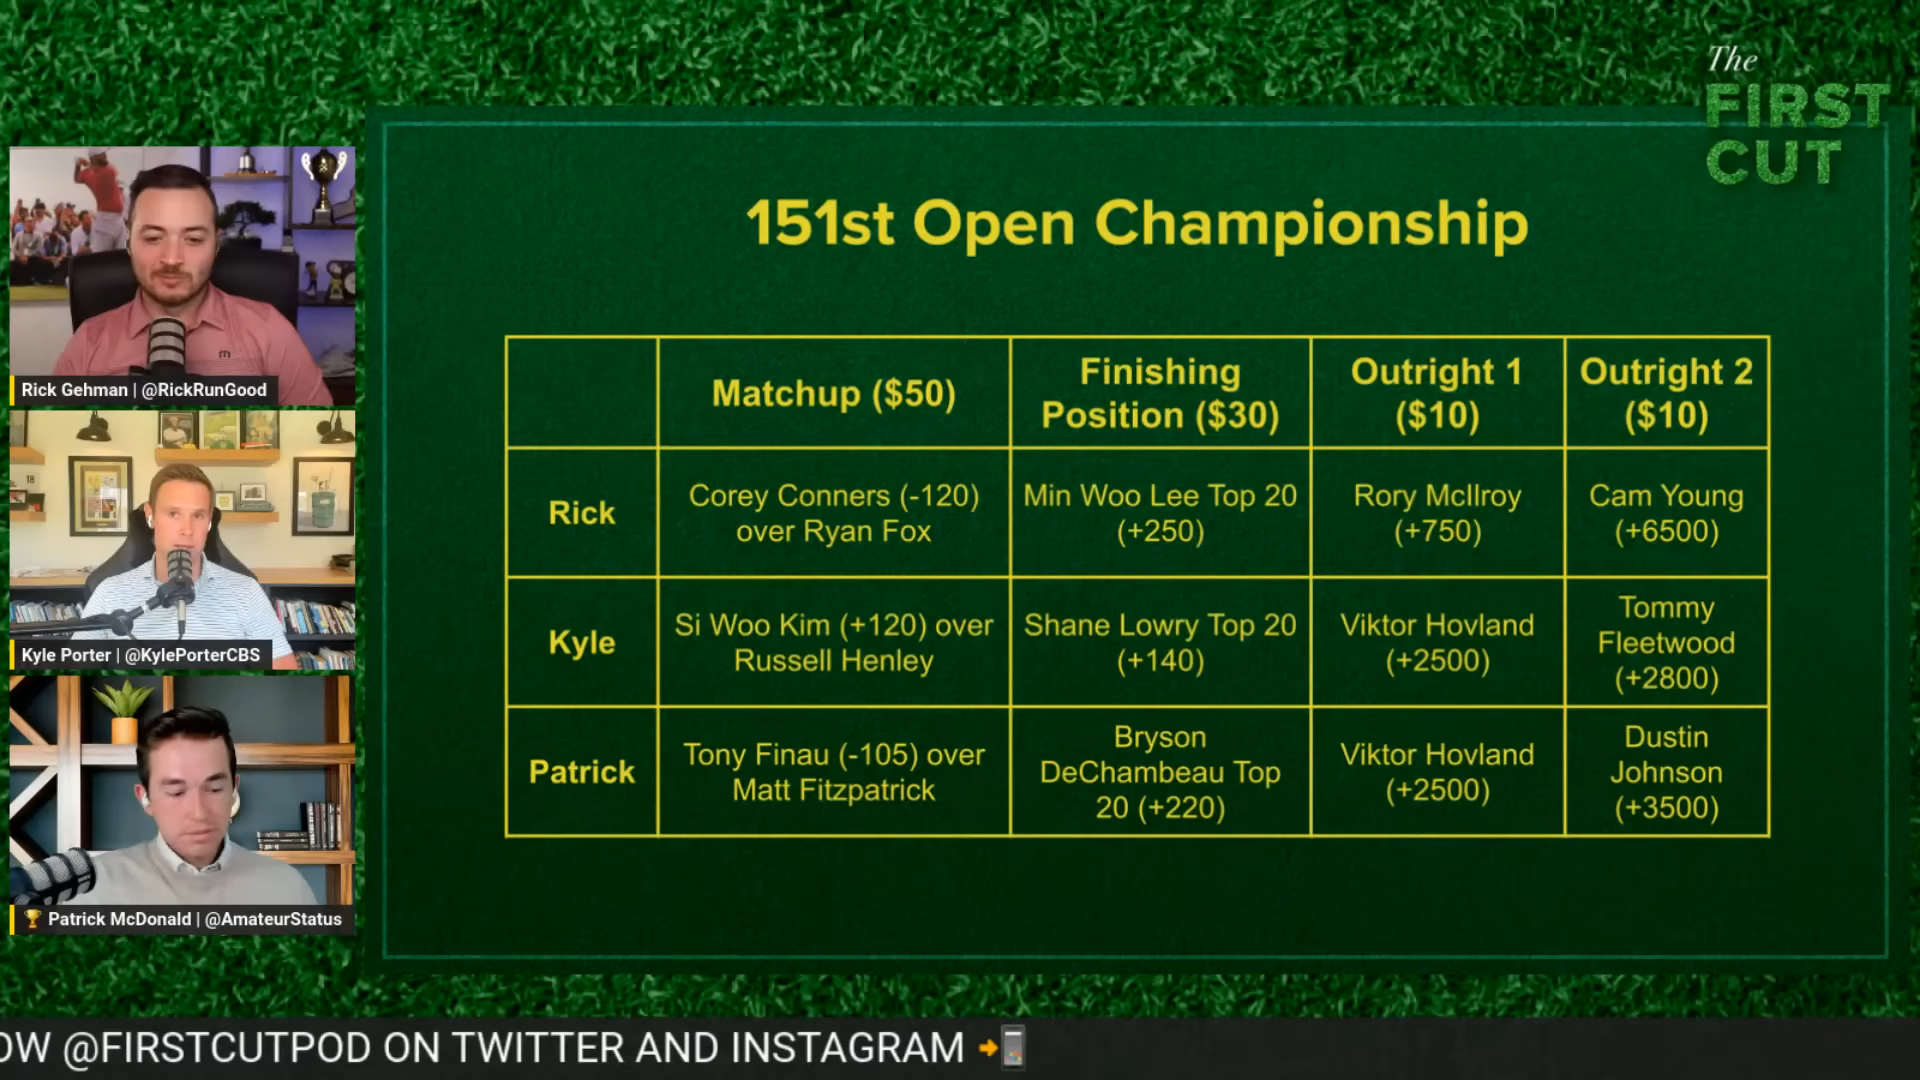 The
FIRST
CUT
151st Open Championship
Matchup ($50)
Finishing
Position ($30)
Outright 1
($10)
Outright 2
($10)
Rick
Corey Conners (-120)
over Ryan Fox
Min Woo Lee Top 20
(+250)
Rory McIlroy
(+750)
Cam Young
(+6500)
Kyle
Si Woo Kim (+120) over
Russell Henley
Shane Lowry Top 20
(+140)
Viktor Hovland
(+2500)
Tommy
Fleetwood
(+2800)
Patrick
Tony Finau (-105) over
Matt Fitzpatrick
Bryson
DeChambeau Top
20 (+220)
Viktor Hovland
(+2500)
Dustin
Johnson
(+3500)
Rick Gehman | @RickRunGood
m
Kyle Porter | @KylePorterCBS
18
Patrick McDonald | @AmateurStatus
OW @FIRSTCUTPOD ON TWITTER AND INSTAGRAM